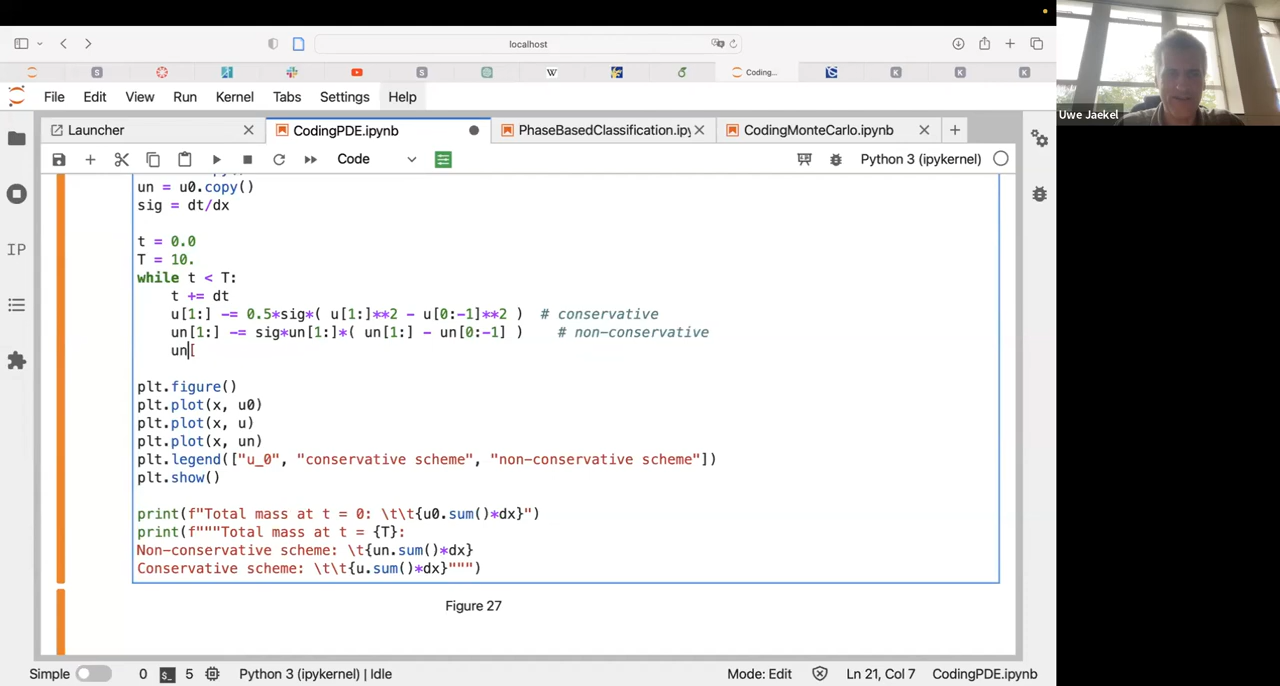 localhost
Coding...
File Edit View Run Kernel Tabs Settings Help
Launcher
CodingPDE.ipynb
PhaseBasedClassification.ipy
CodingMonteCarlo.ipynb
Code
Python 3 (ipykernel)
un = u0.copy()
sig = dt/dx
t = 0.0
T = 10.
while t < T:
t += dt
u[1:] -= 0.5*sig*( u[1:]**2 - u[0:-1]**2 ) # conservative
un[1:] -= sig*un[1:]*( un[1:] - un[0:-1] ) # non-conservative
un[
plt.figure()
plt.plot(x, u0)
plt.plot(x, u)
plt.plot(x, un)
plt.legend(["u_0", "conservative scheme", "non-conservative scheme"])
plt.show()
print(f"Total mass at t = 0: \t\t{u0.sum()*dx}")
print(f"""Total mass at t = {T}:
Non-conservative scheme: \t{un.sum()*dx}
Conservative scheme: \t\t{u.sum()*dx}""")
Figure 27
IP
Simple 0 5 Python 3 (ipykernel) | Idle Mode: Edit Ln 21, Col 7 CodingPDE.ipynb
Uwe Jaekel